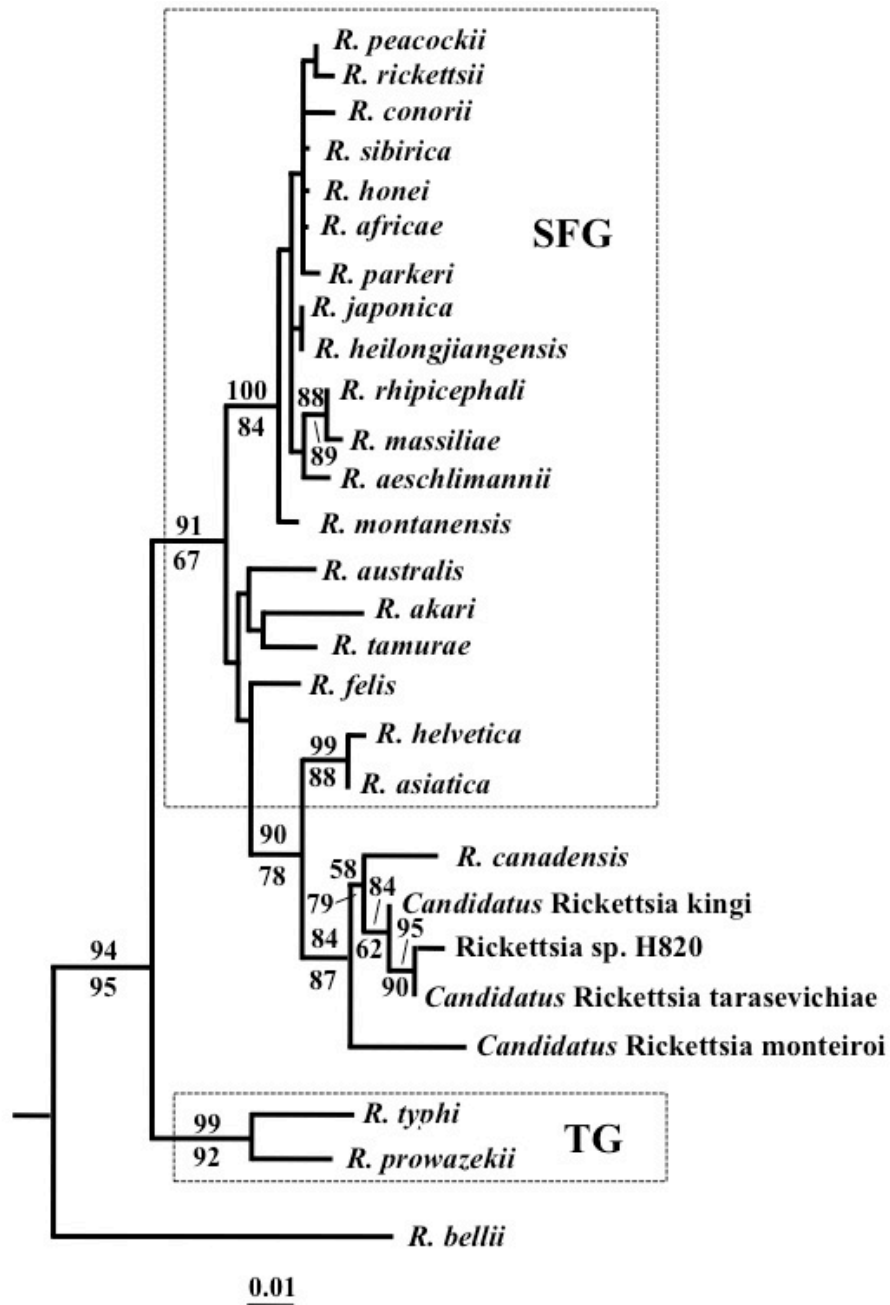 R. peacockii
R. rickettsii
R. conorii
R. sibirica
R. honei
R. africae
SFG
R. parkeri
R. japonica
R. heilongjiangensis
100
88
R. rhipicephali
84
R. massiliae
89
R. aeschlimannii
91
R. montanensis
67
R. australis
R. akari
R. tamurae
R. felis
99
R. helvetica
88
R. asiatica
90
78
58
R. canadensis
79
84
Candidatus Rickettsia kingi
84
62
95
Rickettsia sp. H820
94
87
90
Candidatus Rickettsia tarasevichiae
95
Candidatus Rickettsia monteiroi
99
R. typhi
TG
92
R. prowazekii
R. bellii
0.01